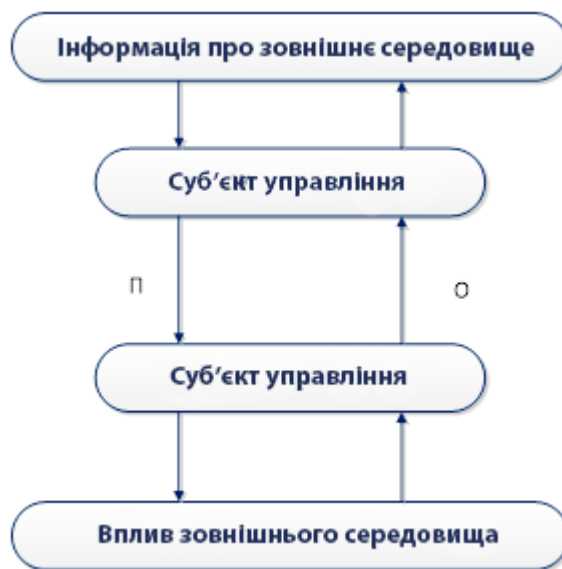 Інформація про зовнішнє середовище
Суб'єкт управління
П
О
Суб'єкт управління
Вплив зовнішнього середовища